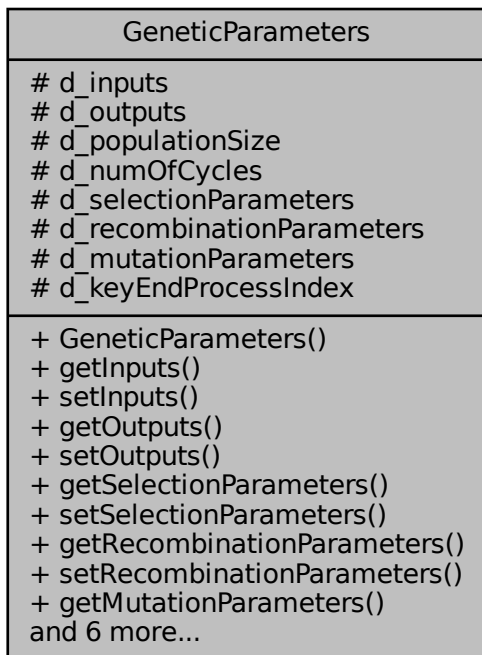 GeneticParameters
# d_inputs
# d_outputs
# d_populationSize
# d_numOfCycles
# d_selectionParameters
# d_recombinationParameters
# d_mutationParameters
# d_keyEndProcessIndex
+ GeneticParameters()
+ getInputs()
+ setInputs()
+ getOutputs()
+ setOutputs()
+ getSelectionParameters()
+ setSelectionParameters()
+ getRecombinationParameters()
+ setRecombinationParameters()
+ getMutationParameters()
and 6 more...